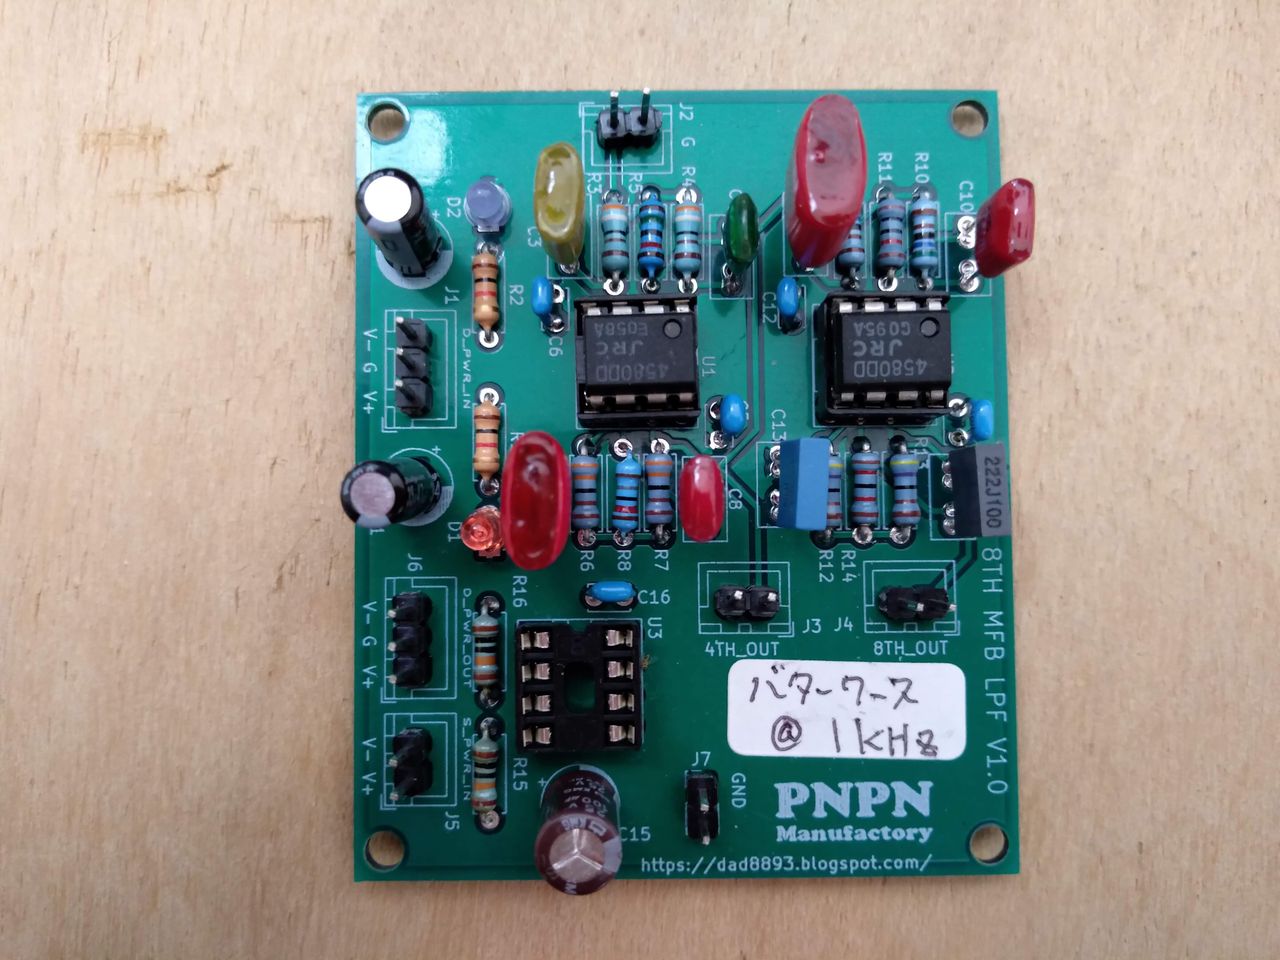 J2 G
D2
C3
R3
R5
R4
R11
R10
C10
R2
J1
V- G V+
D_PWR_IN
C6
C12
4580DD
JRC
E058A
U1
4580DD
JRC
G095A
C13
C8
222J100
D1
R6
R8
R7
R12
R14
J6
V- G V+
D_PWR_OUT
R16
C16
U3
J3
4TH_OUT
J4
8TH_OUT
8TH MFB LPF V1.0
バターワース
@ 1kHz
V- V+
S_PWR_IN
J5
R15
C15
J7
GND
PNPN
Manufactory
https://dad8893.blogspot.com/